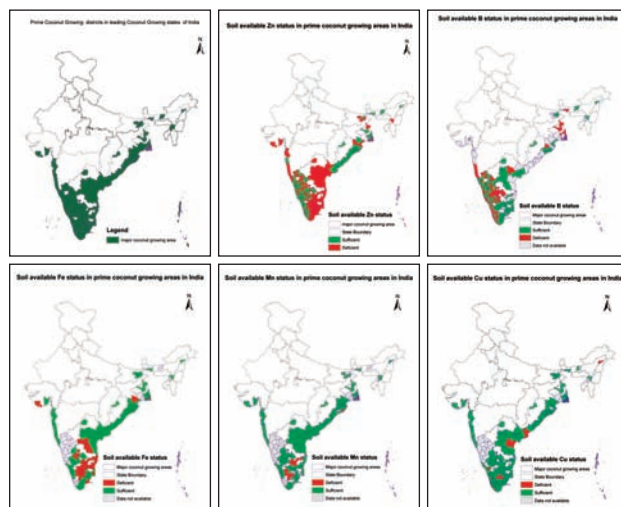 Prime Coconut Growing districts in leading Coconut Growing states of India
N
Legend
major coconut growing area
Soil available Zn status in prime coconut growing areas in India
N
Soil available Zn status
major coconut growing areas
State Boundary
Sufficient
Deficient
Soil available B status in prime coconut growing areas in India
N
Soil available B status
Major coconut growing areas
State Boundary
Sufficient
Deficient
Data not available
Soil available Fe status in prime coconut growing areas in India
N
Soil available Fe status
Major coconut growing areas
State Boundary
Deficient
Sufficient
Data not available
Soil available Mn status in prime coconut growing areas in India
N
Soil available Mn status
Major coconut growing areas
State Boundary
Deficient
Sufficient
Data not available
Soil available Cu status in prime coconut growing areas in India
N
Soil available Cu status
Major coconut growing areas
State Boundary
Deficient
Sufficient
Data not available